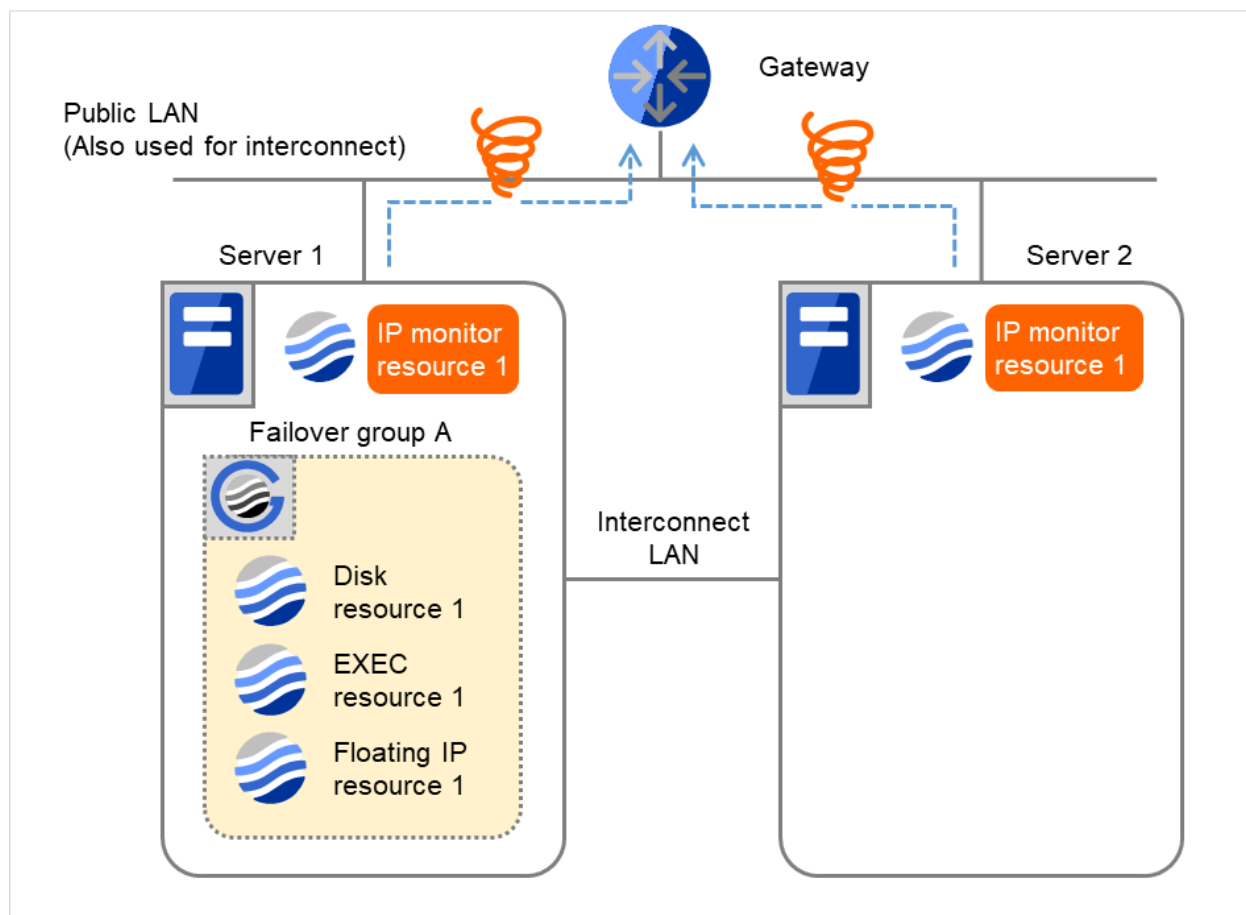 Gateway
Public LAN
(Also used for interconnect)
Server 1
Server 2
IP monitor
resource 1
IP monitor
resource 1
Failover group A
Interconnect
LAN
Disk
resource 1
EXEC
resource 1
Floating IP
resource 1